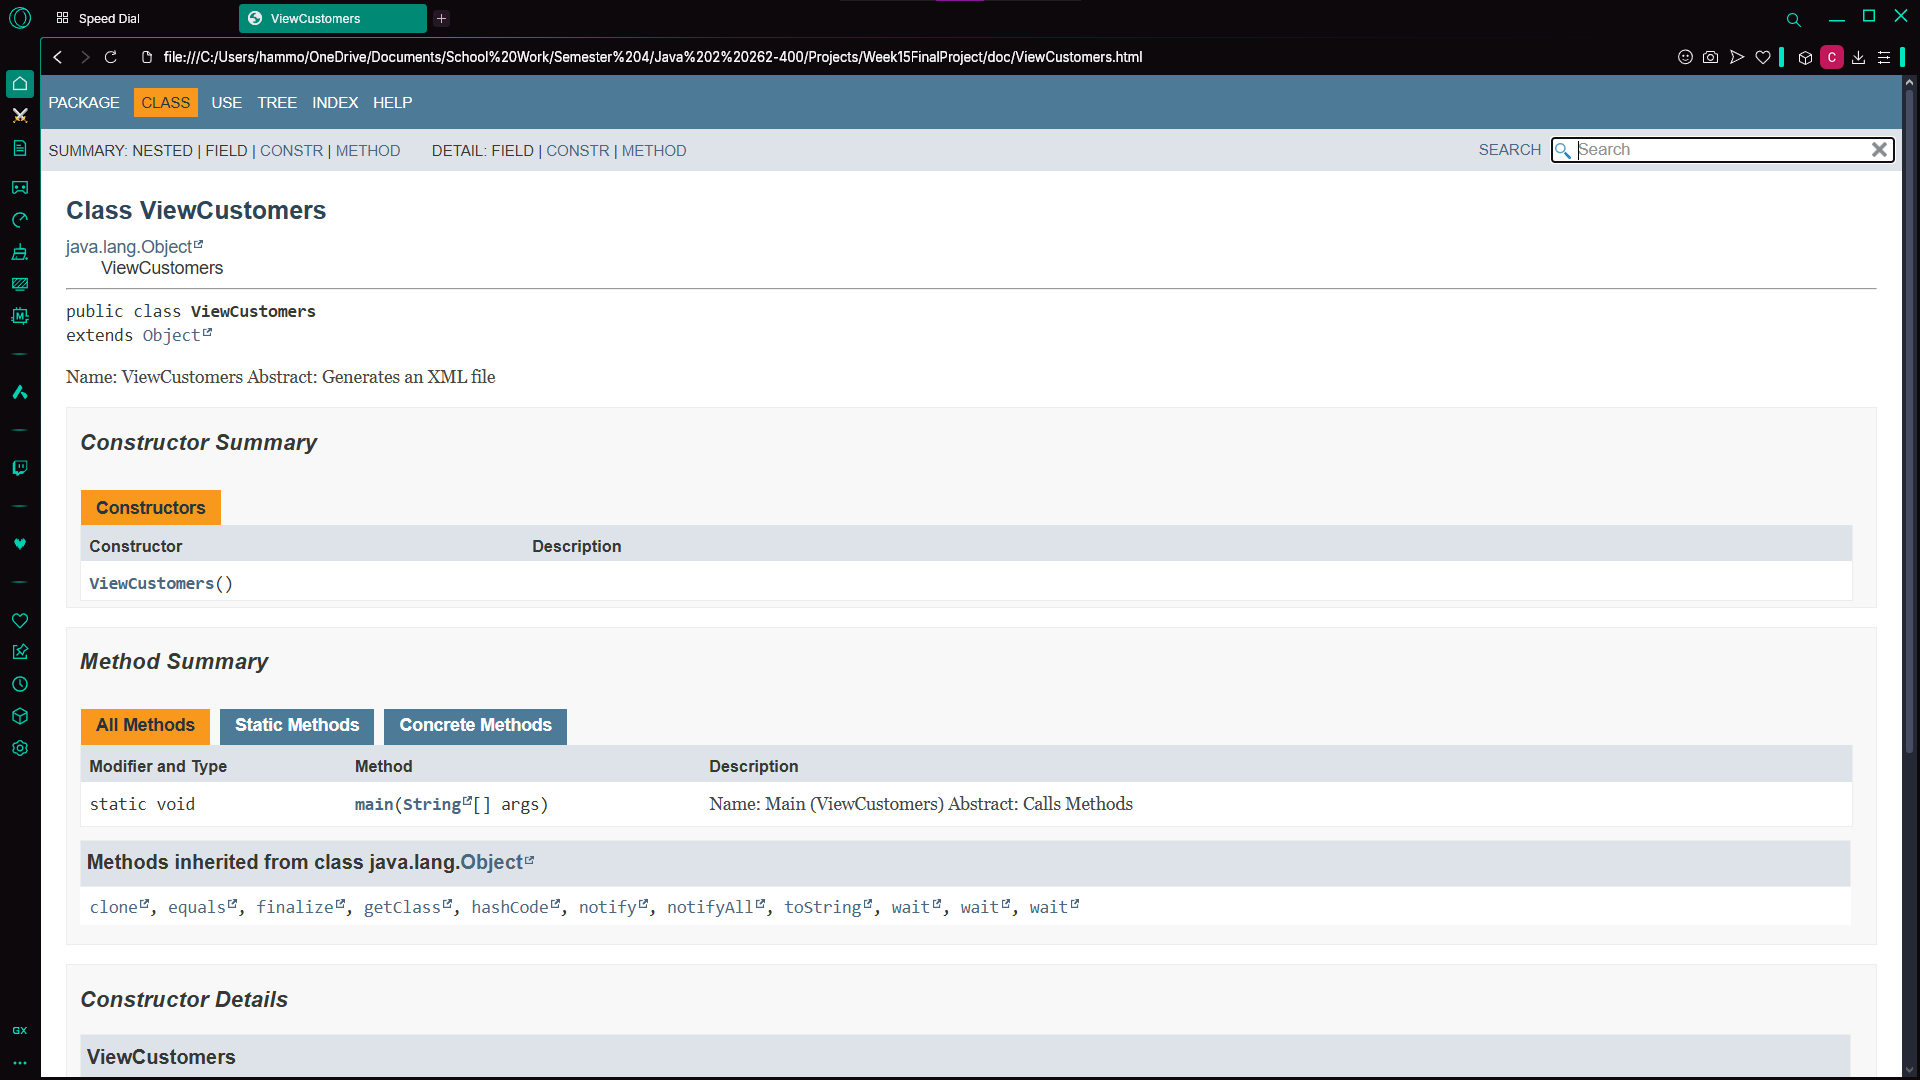 Speed Dial
ViewCustomers
file:///C:/Users/hammo/OneDrive/Documents/School%20Work/Semester%204/Java%202%20262-400/Projects/Week15FinalProject/doc/ViewCustomers.html
C
PACKAGE CLASS USE TREE INDEX HELP
SUMMARY: NESTED | FIELD | CONSTR | METHOD DETAIL: FIELD | CONSTR | METHOD SEARCH Search
Class ViewCustomers
java.lang.Object
ViewCustomers
public class ViewCustomers
extends Object
Name: ViewCustomers Abstract: Generates an XML file
Constructor Summary
Constructors
Constructor Description
ViewCustomers()
Method Summary
All Methods Static Methods Concrete Methods
Modifier and Type Method Description
static void main(String[] args) Name: Main (ViewCustomers) Abstract: Calls Methods
Methods inherited from class java.lang.Object
clone, equals, finalize, getClass, hashCode, notify, notifyAll, toString, wait, wait, wait
Constructor Details
GX
ViewCustomers